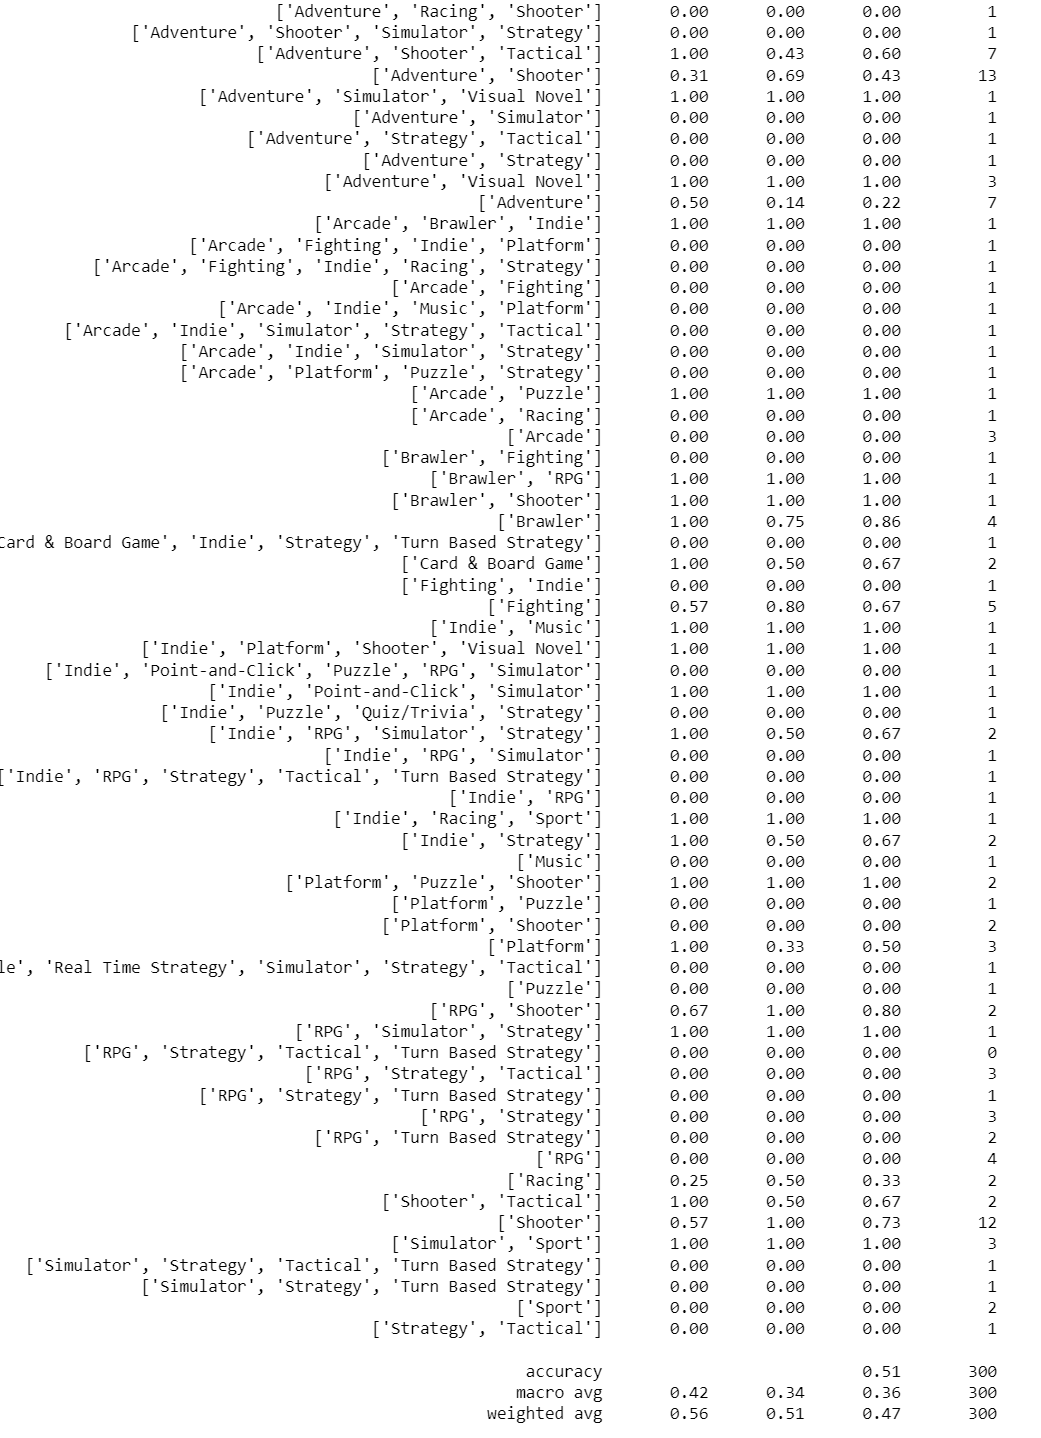 ['Adventure', 'Racing', 'Shooter'] 0.00 0.00 0.00 1
['Adventure', 'Shooter', 'Simulator', 'Strategy'] 0.00 0.00 0.00 1
['Adventure', 'Shooter', 'Tactical'] 1.00 0.43 0.60 7
['Adventure', 'Shooter'] 0.31 0.69 0.43 13
['Adventure', 'Simulator', 'Visual Novel'] 1.00 1.00 1.00 1
['Adventure', 'Simulator'] 0.00 0.00 0.00 1
['Adventure', 'Strategy', 'Tactical'] 0.00 0.00 0.00 1
['Adventure', 'Strategy'] 0.00 0.00 0.00 1
['Adventure', 'Visual Novel'] 1.00 1.00 1.00 3
['Adventure'] 0.50 0.14 0.22 7
['Arcade', 'Brawler', 'Indie'] 1.00 1.00 1.00 1
['Arcade', 'Fighting', 'Indie', 'Platform'] 0.00 0.00 0.00 1
['Arcade', 'Fighting', 'Indie', 'Racing', 'Strategy'] 0.00 0.00 0.00 1
['Arcade', 'Fighting'] 0.00 0.00 0.00 1
['Arcade', 'Indie', 'Music', 'Platform'] 0.00 0.00 0.00 1
['Arcade', 'Indie', 'Simulator', 'Strategy', 'Tactical'] 0.00 0.00 0.00 1
['Arcade', 'Indie', 'Simulator', 'Strategy'] 0.00 0.00 0.00 1
['Arcade', 'Platform', 'Puzzle', 'Strategy'] 0.00 0.00 0.00 1
['Arcade', 'Puzzle'] 1.00 1.00 1.00 1
['Arcade', 'Racing'] 0.00 0.00 0.00 1
['Arcade'] 0.00 0.00 0.00 3
['Brawler', 'Fighting'] 0.00 0.00 0.00 1
['Brawler', 'RPG'] 1.00 1.00 1.00 1
['Brawler', 'Shooter'] 1.00 1.00 1.00 1
['Brawler'] 1.00 0.75 0.86 4
Card & Board Game', 'Indie', 'Strategy', 'Turn Based Strategy'] 0.00 0.00 0.00 1
['Card & Board Game'] 1.00 0.50 0.67 2
['Fighting', 'Indie'] 0.00 0.00 0.00 1
['Fighting'] 0.57 0.80 0.67 5
['Indie', 'Music'] 1.00 1.00 1.00 1
['Indie', 'Platform', 'Shooter', 'Visual Novel'] 1.00 1.00 1.00 1
['Indie', 'Point-and-Click', 'Puzzle', 'RPG', 'Simulator'] 0.00 0.00 0.00 1
['Indie', 'Point-and-Click', 'Simulator'] 1.00 1.00 1.00 1
['Indie', 'Puzzle', 'Quiz/Trivia', 'Strategy'] 0.00 0.00 0.00 1
['Indie', 'RPG', 'Simulator', 'Strategy'] 1.00 0.50 0.67 2
['Indie', 'RPG', 'Simulator'] 0.00 0.00 0.00 1
['Indie', 'RPG', 'Strategy', 'Tactical', 'Turn Based Strategy'] 0.00 0.00 0.00 1
['Indie', 'RPG'] 0.00 0.00 0.00 1
['Indie', 'Racing', 'Sport'] 1.00 1.00 1.00 1
['Indie', 'Strategy'] 1.00 0.50 0.67 2
['Music'] 0.00 0.00 0.00 1
['Platform', 'Puzzle', 'Shooter'] 1.00 1.00 1.00 2
['Platform', 'Puzzle'] 0.00 0.00 0.00 1
['Platform', 'Shooter'] 0.00 0.00 0.00 2
['Platform'] 1.00 0.33 0.50 3
le', 'Real Time Strategy', 'Simulator', 'Strategy', 'Tactical'] 0.00 0.00 0.00 1
['Puzzle'] 0.00 0.00 0.00 1
['RPG', 'Shooter'] 0.67 1.00 0.80 2
['RPG', 'Simulator', 'Strategy'] 1.00 1.00 1.00 1
['RPG', 'Strategy', 'Tactical', 'Turn Based Strategy'] 0.00 0.00 0.00 0
['RPG', 'Strategy', 'Tactical'] 0.00 0.00 0.00 3
['RPG', 'Strategy', 'Turn Based Strategy'] 0.00 0.00 0.00 1
['RPG', 'Strategy'] 0.00 0.00 0.00 3
['RPG', 'Turn Based Strategy'] 0.00 0.00 0.00 2
['RPG'] 0.00 0.00 0.00 4
['Racing'] 0.25 0.50 0.33 2
['Shooter', 'Tactical'] 1.00 0.50 0.67 2
['Shooter'] 0.57 1.00 0.73 12
['Simulator', 'Sport'] 1.00 1.00 1.00 3
['Simulator', 'Strategy', 'Tactical', 'Turn Based Strategy'] 0.00 0.00 0.00 1
['Simulator', 'Strategy', 'Turn Based Strategy'] 0.00 0.00 0.00 1
['Sport'] 0.00 0.00 0.00 2
['Strategy', 'Tactical'] 0.00 0.00 0.00 1
accuracy 0.51 300
macro avg 0.42 0.34 0.36 300
weighted avg 0.56 0.51 0.47 300